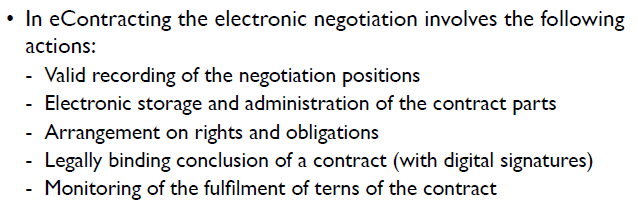 • In eContracting the electronic negotiation involves the following
actions:
- Valid recording of the negotiation positions
- Electronic storage and administration of the contract parts
- Arrangement on rights and obligations
- Legally binding conclusion of a contract (with digital signatures)
- Monitoring of the fulfilment of terns of the contract